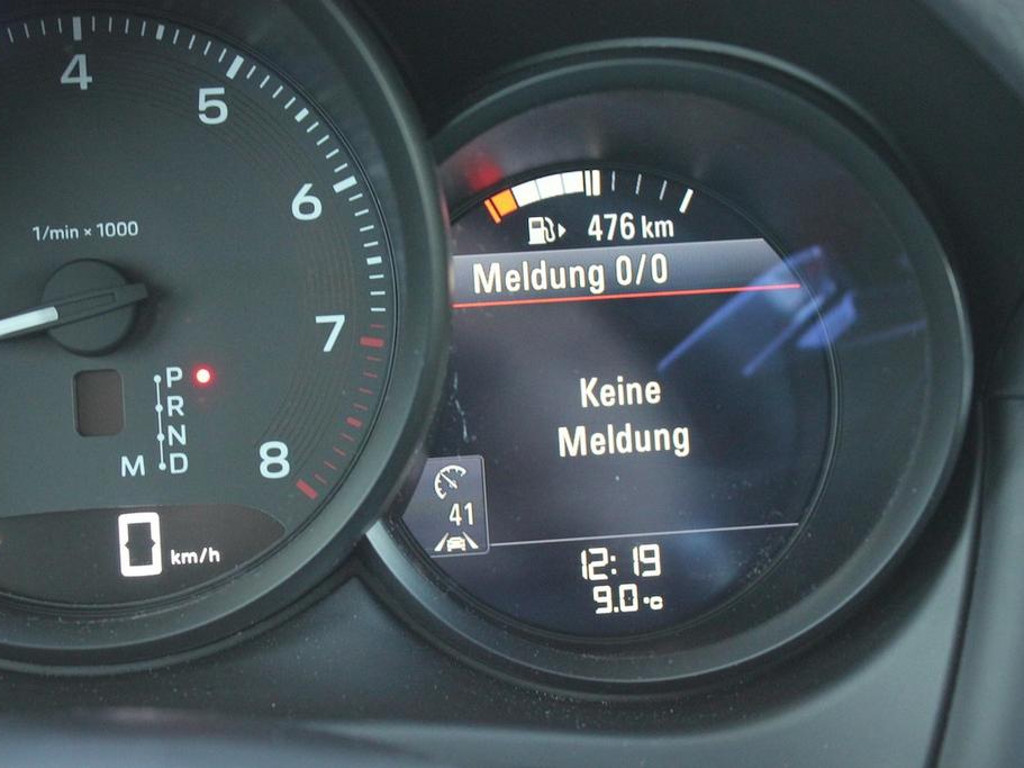 4
5
6
1/min × 1000
7
P
R
N
M D
8
0 km/h
476 km
Meldung 0/0
Keine
Meldung
41
12:19
9.0 °C